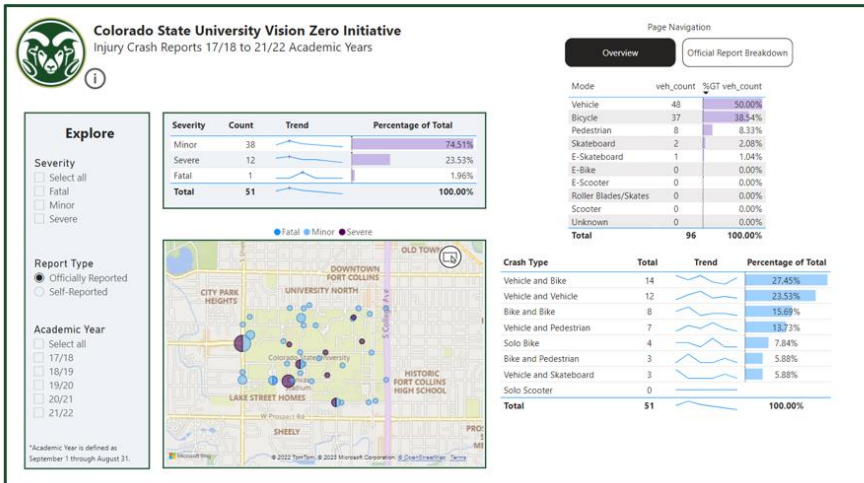 Colorado State University Vision Zero Initiative
Injury Crash Reports 17/18 to 21/22 Academic Years
i
Page Navigation
Overview
Official Report Breakdown
Explore
Severity
Select all
Fatal
Minor
Severe
Report Type
Officially Reported
Self-Reported
Academic Year
Select all
17/18
18/19
19/20
20/21
21/22
*Academic Year is defined as
September 1 through August 31.
Severity Count Trend Percentage of Total
Minor 38 74.51%
Severe 12 23.53%
Fatal 1 1.96%
Total 51 100.00%
Fatal Minor Severe
OLD TOWN
DOWNTOWN
FORT COLLINS
CITY PARK
HEIGHTS
UNIVERSITY NORTH
S College Ave
Colorado State University
HISTORIC
FORT COLLINS
HIGH SCHOOL
LAKE STREET HOMES
W Prospect Rd
SHEELY
Microsoft Bing
© 2022 TomTom, © 2023 Microsoft Corporation, © OpenStreetMap Terms
Mode veh_count %GT veh_count
Vehicle 48 50.00%
Bicycle 37 38.54%
Pedestrian 8 8.33%
Skateboard 2 2.08%
E-Skateboard 1 1.04%
E-Bike 0 0.00%
E-Scooter 0 0.00%
Roller Blades/Skates 0 0.00%
Scooter 0 0.00%
Unknown 0 0.00%
Total 96 100.00%
Crash Type Total Trend Percentage of Total
Vehicle and Bike 14 27.45%
Vehicle and Vehicle 12 23.53%
Bike and Bike 8 15.69%
Vehicle and Pedestrian 7 13.73%
Solo Bike 4 7.84%
Bike and Pedestrian 3 5.88%
Vehicle and Skateboard 3 5.88%
Solo Scooter 0
Total 51 100.00%